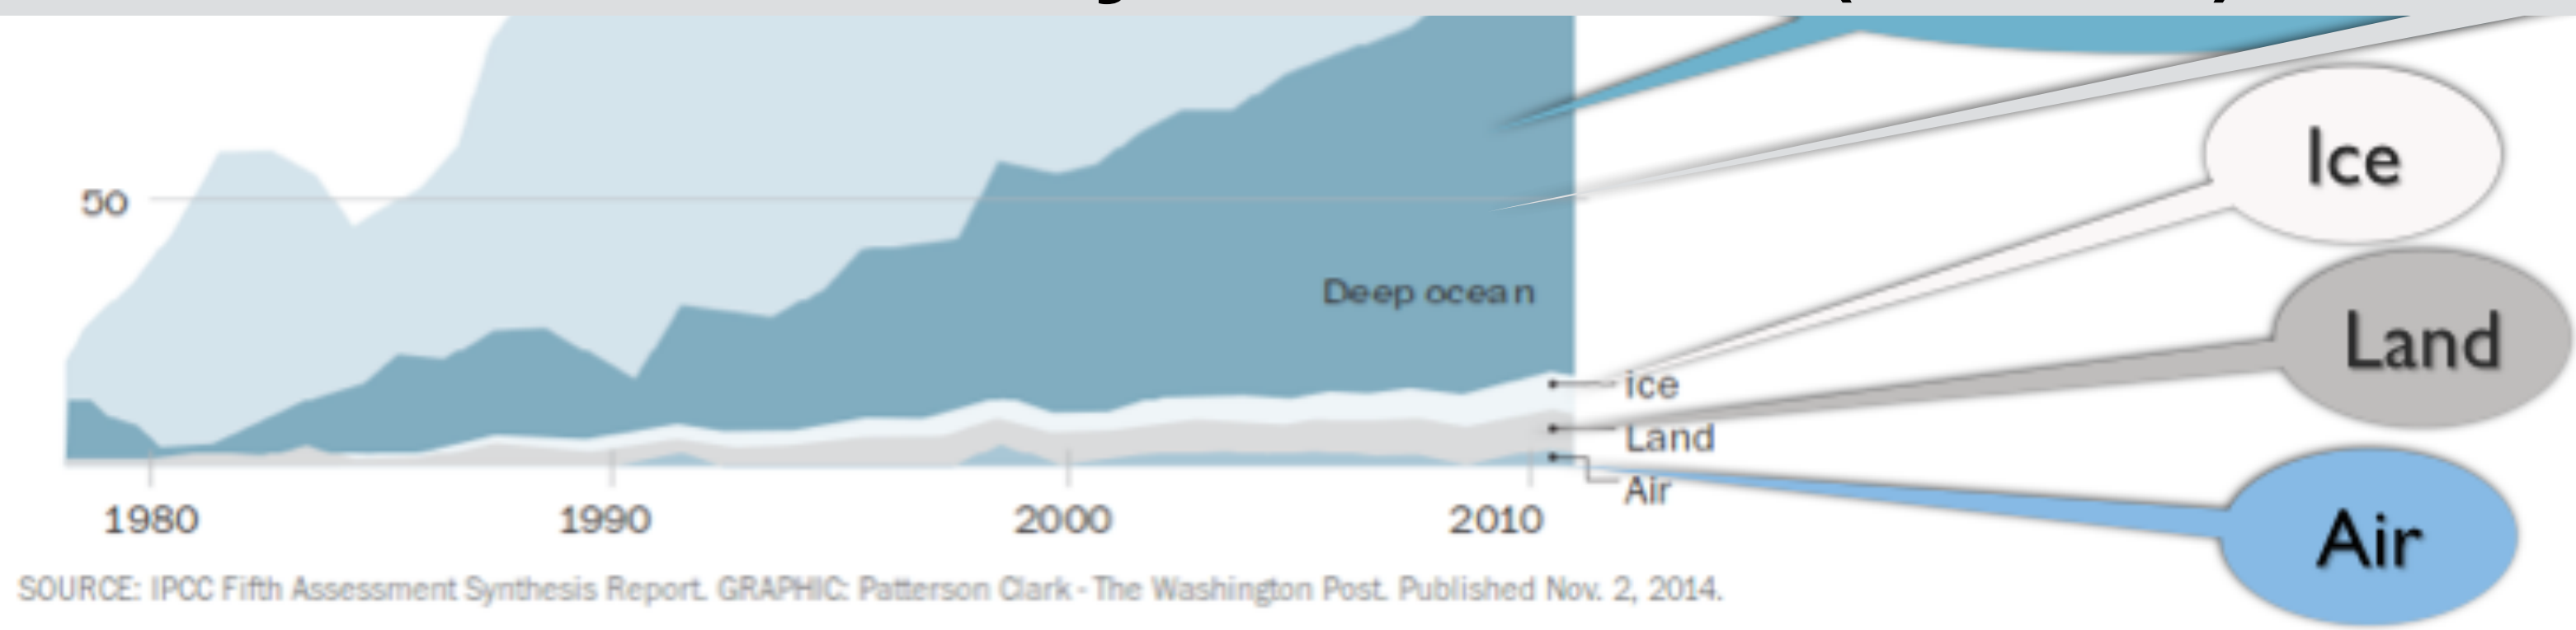 50
Deep ocean
Ice
Land
Air
ice
Land
Air
1980 1990 2000 2010
SOURCE: IPCC Fifth Assessment Synthesis Report. GRAPHIC: Patterson Clark - The Washington Post. Published Nov. 2, 2014.